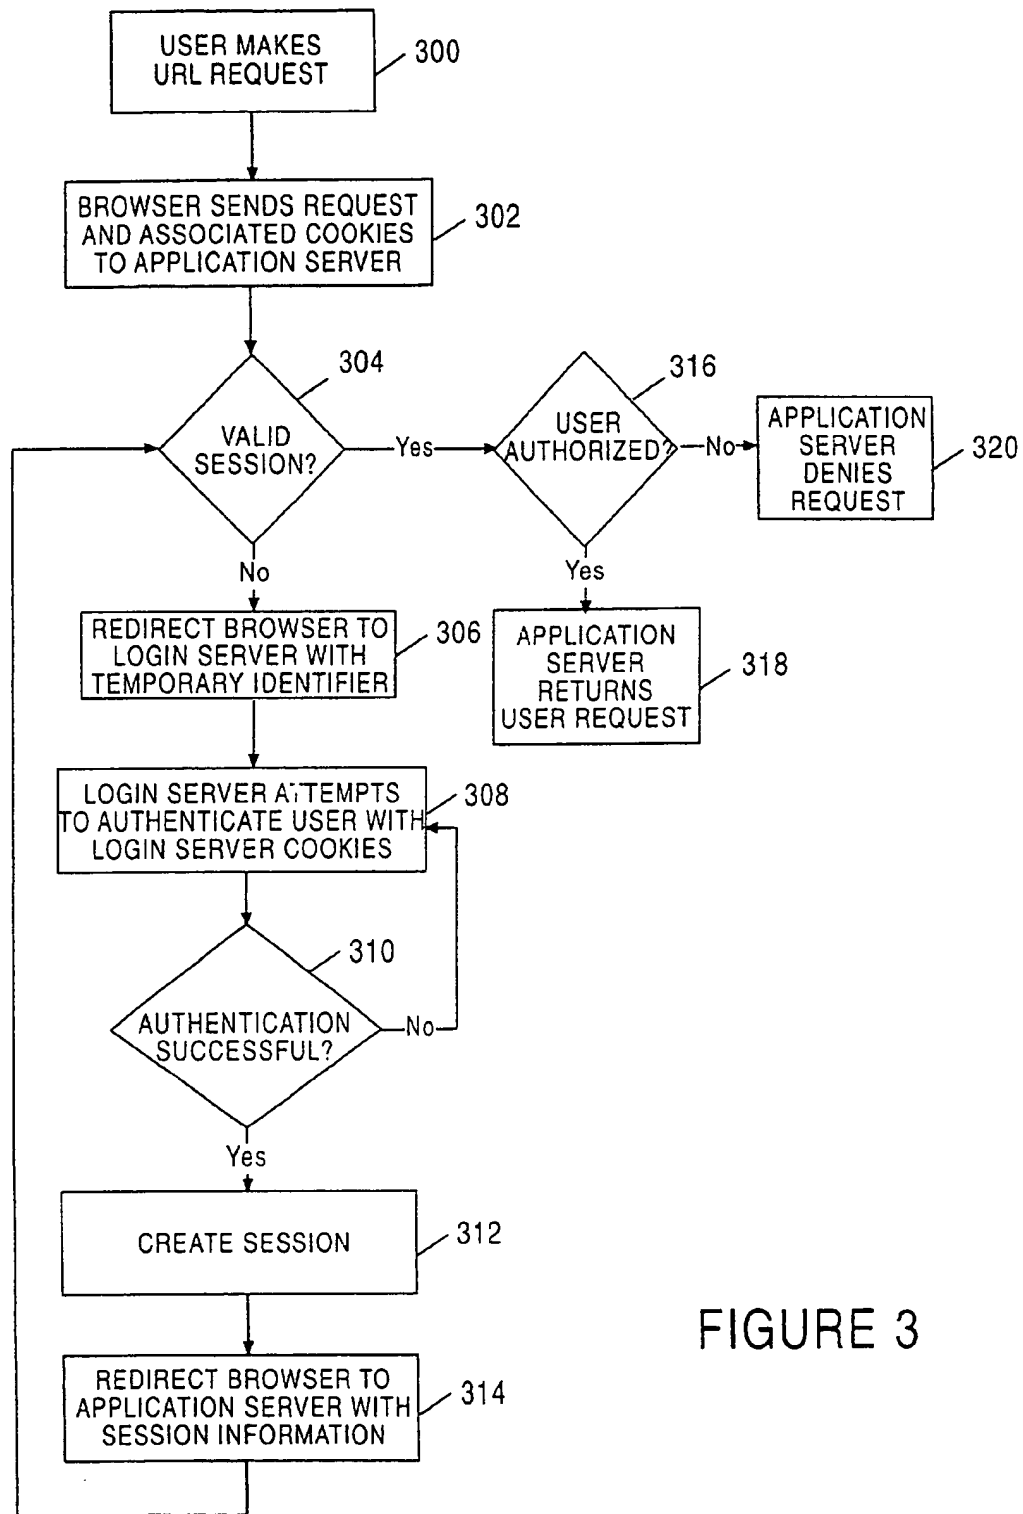 USER MAKES
URL REQUEST
300
BROWSER SENDS REQUEST
AND ASSOCIATED COOKIES
TO APPLICATION SERVER
302
304
VALID
SESSION?
Yes
316
USER
AUTHORIZED?
No
APPLICATION
SERVER
DENIES
REQUEST
320
No
Yes
REDIRECT BROWSER TO
LOGIN SERVER WITH
TEMPORARY IDENTIFIER
306
APPLICATION
SERVER
RETURNS
USER REQUEST
318
LOGIN SERVER ATTEMPTS
TO AUTHENTICATE USER WITH
LOGIN SERVER COOKIES
308
310
AUTHENTICATION
SUCCESSFUL?
No
Yes
CREATE SESSION
312
REDIRECT BROWSER TO
APPLICATION SERVER WITH
SESSION INFORMATION
314
FIGURE 3